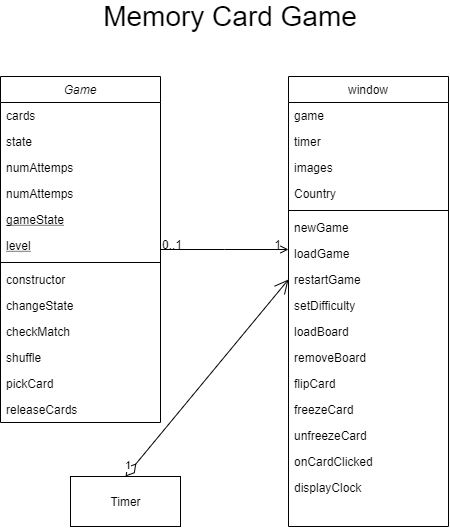 Memory Card Game
Game
cards
state
numAttemps
numAttemps
gameState
level
constructor
changeState
checkMatch
shuffle
pickCard
releaseCards
window
game
timer
images
Country
newGame
loadGame
restartGame
setDifficulty
loadBoard
removeBoard
flipCard
freezeCard
unfreezeCard
onCardClicked
displayClock
0..1
1
1
Timer